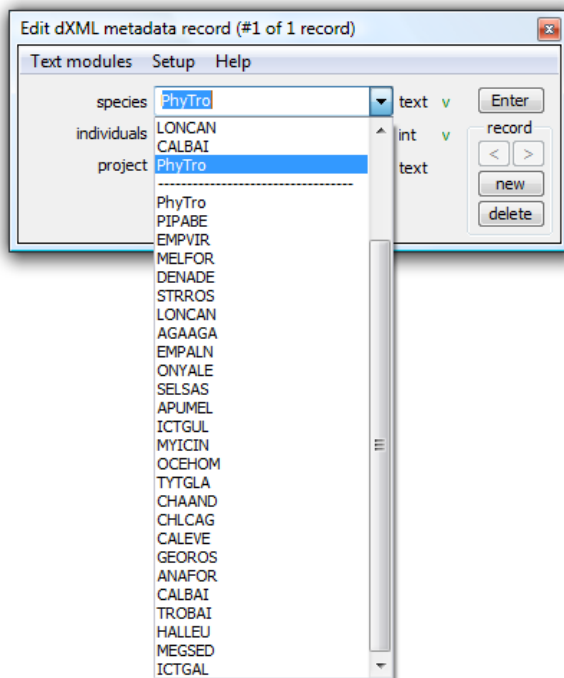 Edit dXML metadata record (#1 of 1 record)
Text modules Setup Help
species PhyTro text v Enter
individuals int v record
project text < >
new
delete
LONCAN
CALBAI
PhyTro
----------------------------------
PhyTro
PIPABE
EMPVIR
MELFOR
DENADE
STRROS
LONCAN
AGAAGA
EMPALN
ONYALE
SELSAS
APUMEL
ICTGUL
MYICIN
OCEHOM
TYTGLA
CHAAND
CHLCAG
CALEVE
GEOROS
ANAFOR
CALBAI
TROBAI
HALLEU
MEGSED
ICTGAL